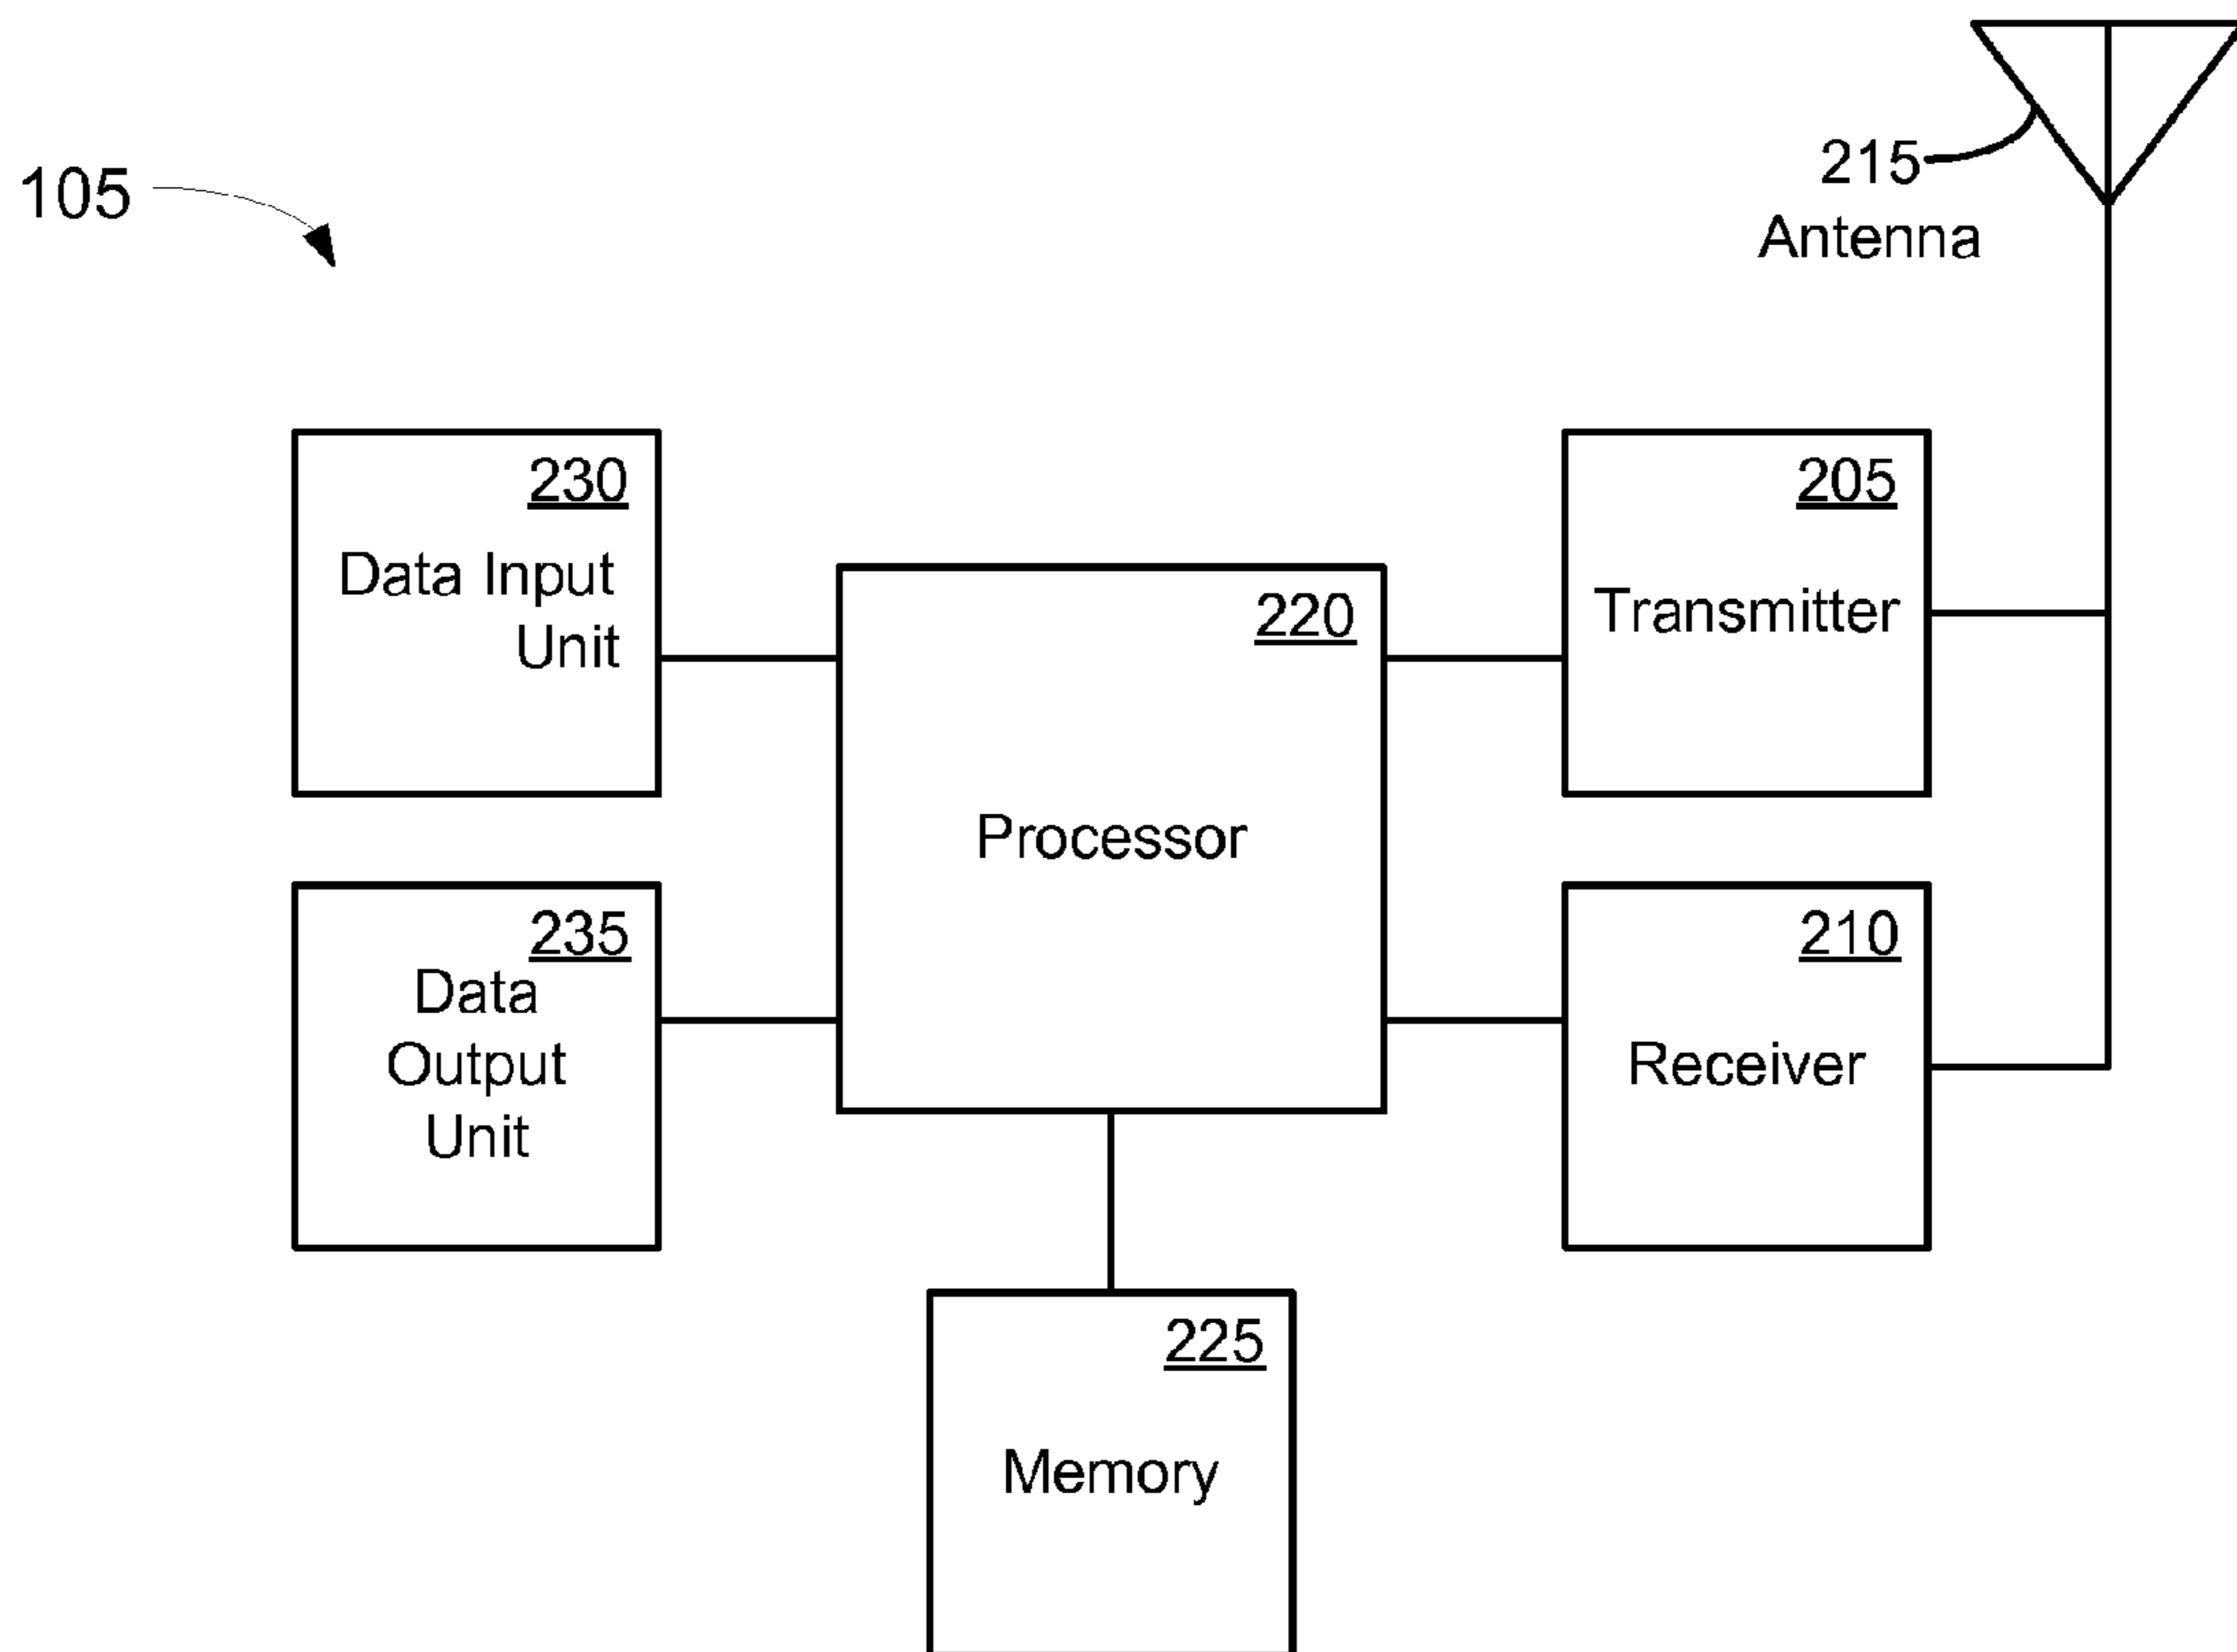 105
215
Antenna
230
Data Input
Unit
205
Transmitter
220
Processor
235
Data
Output
Unit
210
Receiver
225
Memory